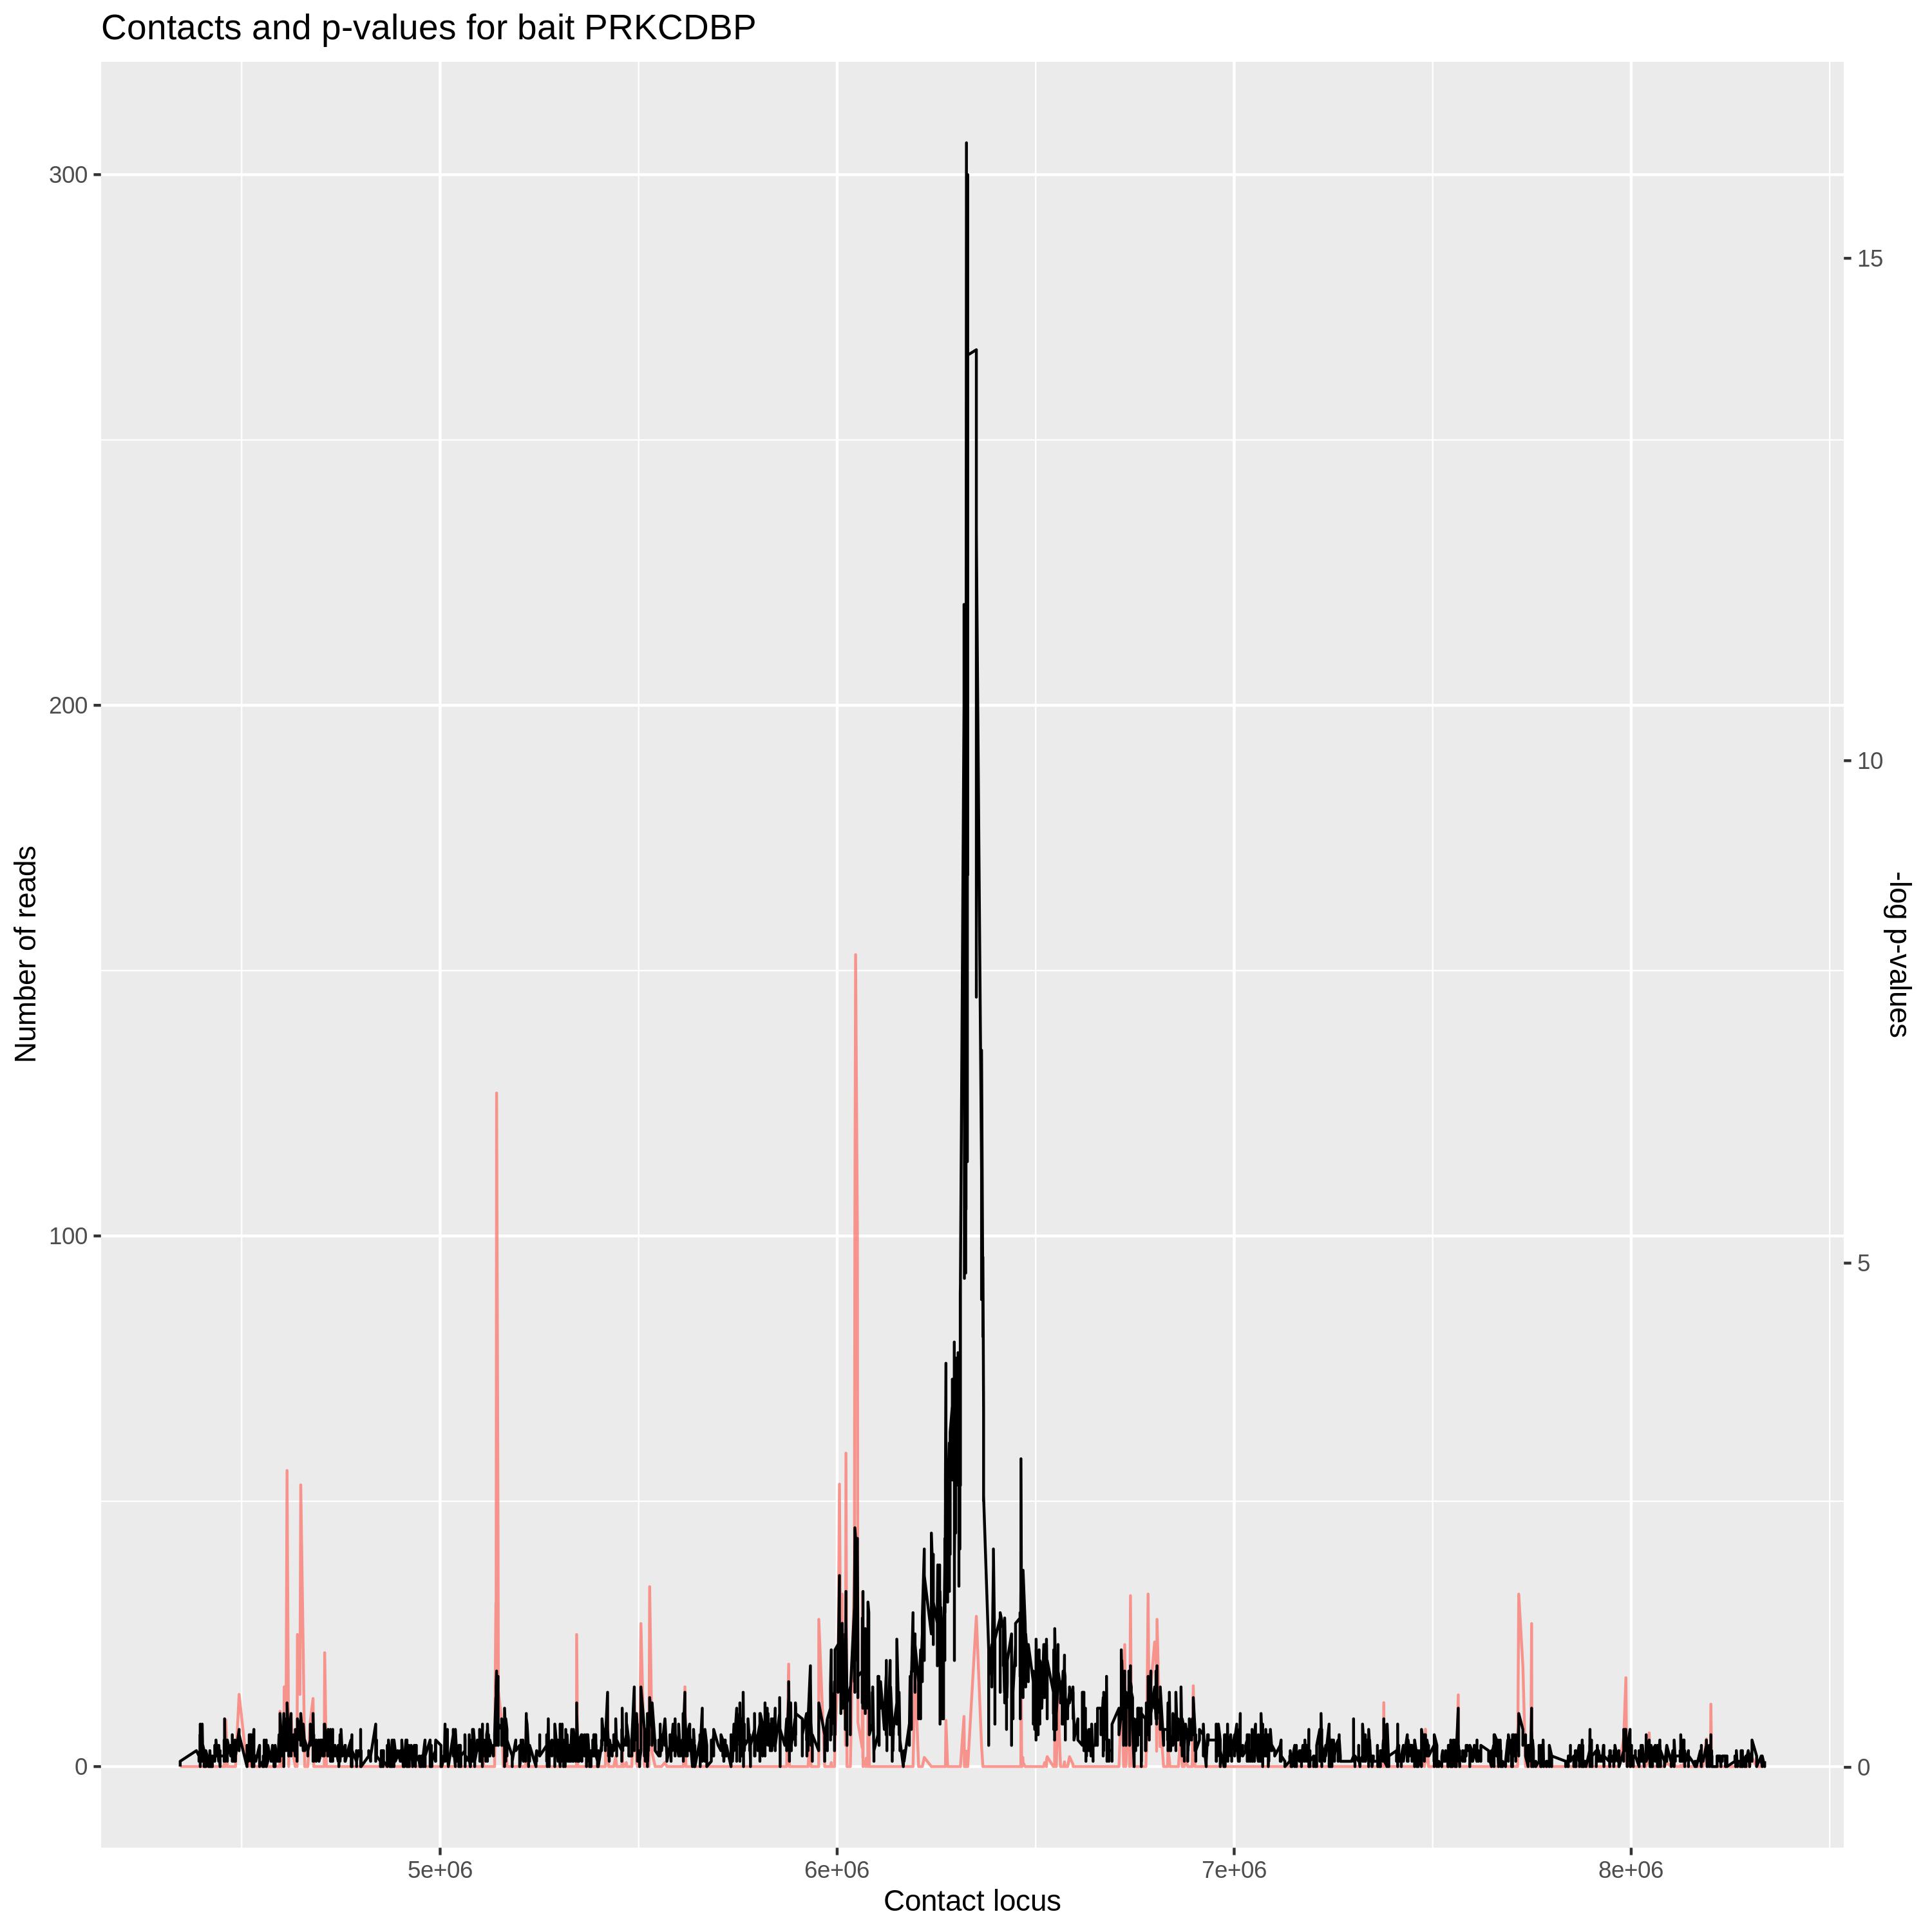 Contacts and p-values for bait PRKCDBP
300
200
100
0
15
10
5
0
Number of reads
-log p-values
5e+06
6e+06
7e+06
8e+06
Contact locus